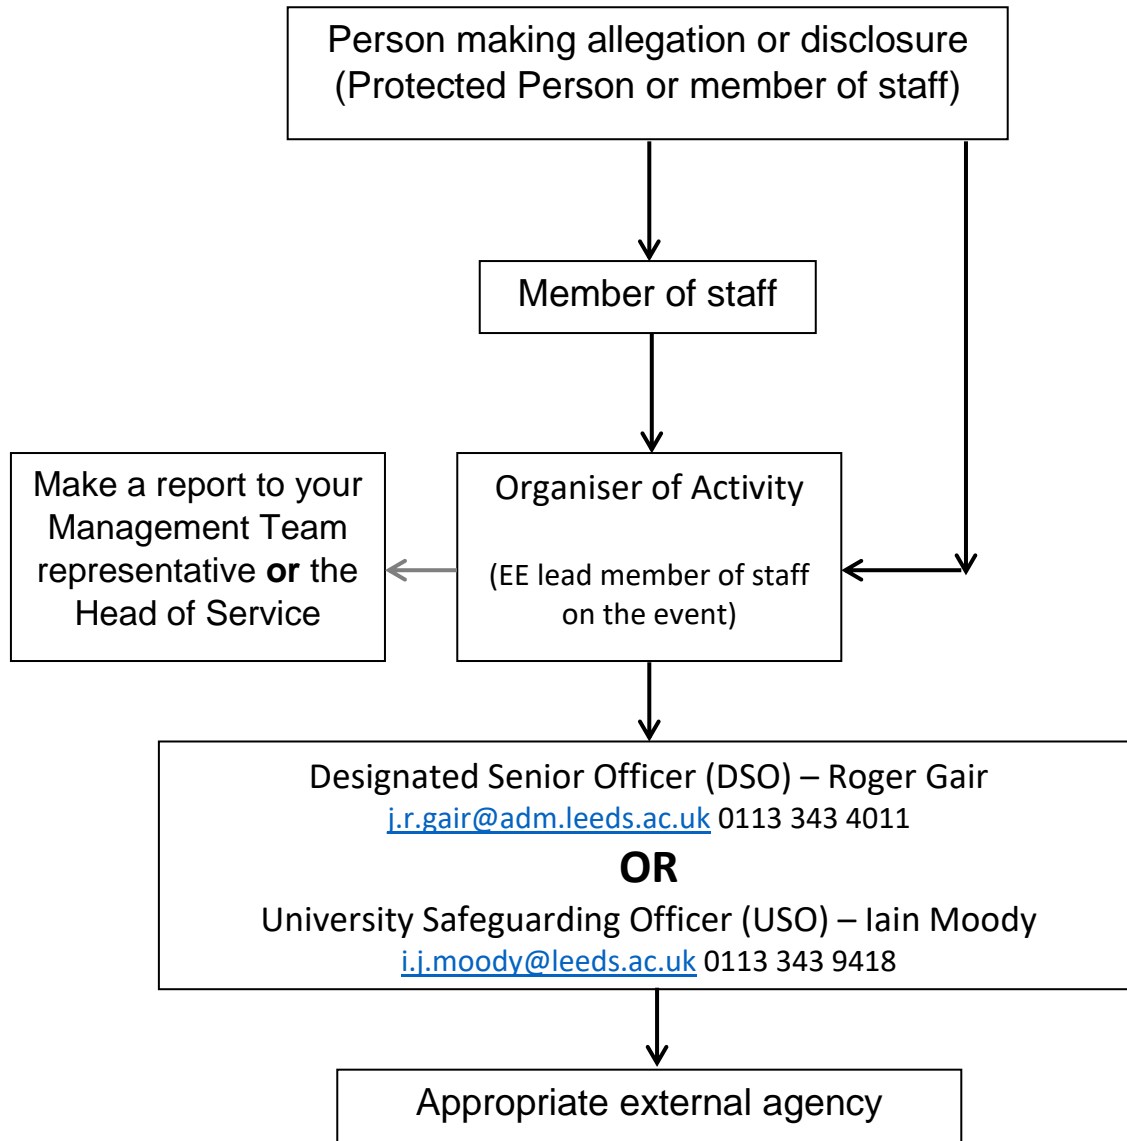 Person making allegation or disclosure
(Protected Person or member of staff)
Member of staff
Make a report to your
Management Team
representative or the
Head of Service
Organiser of Activity
(EE lead member of staff
on the event)
Designated Senior Officer (DSO) – Roger Gair
j.r.gair@adm.leeds.ac.uk 0113 343 4011
OR
University Safeguarding Officer (USO) – Iain Moody
i.j.moody@leeds.ac.uk 0113 343 9418
Appropriate external agency